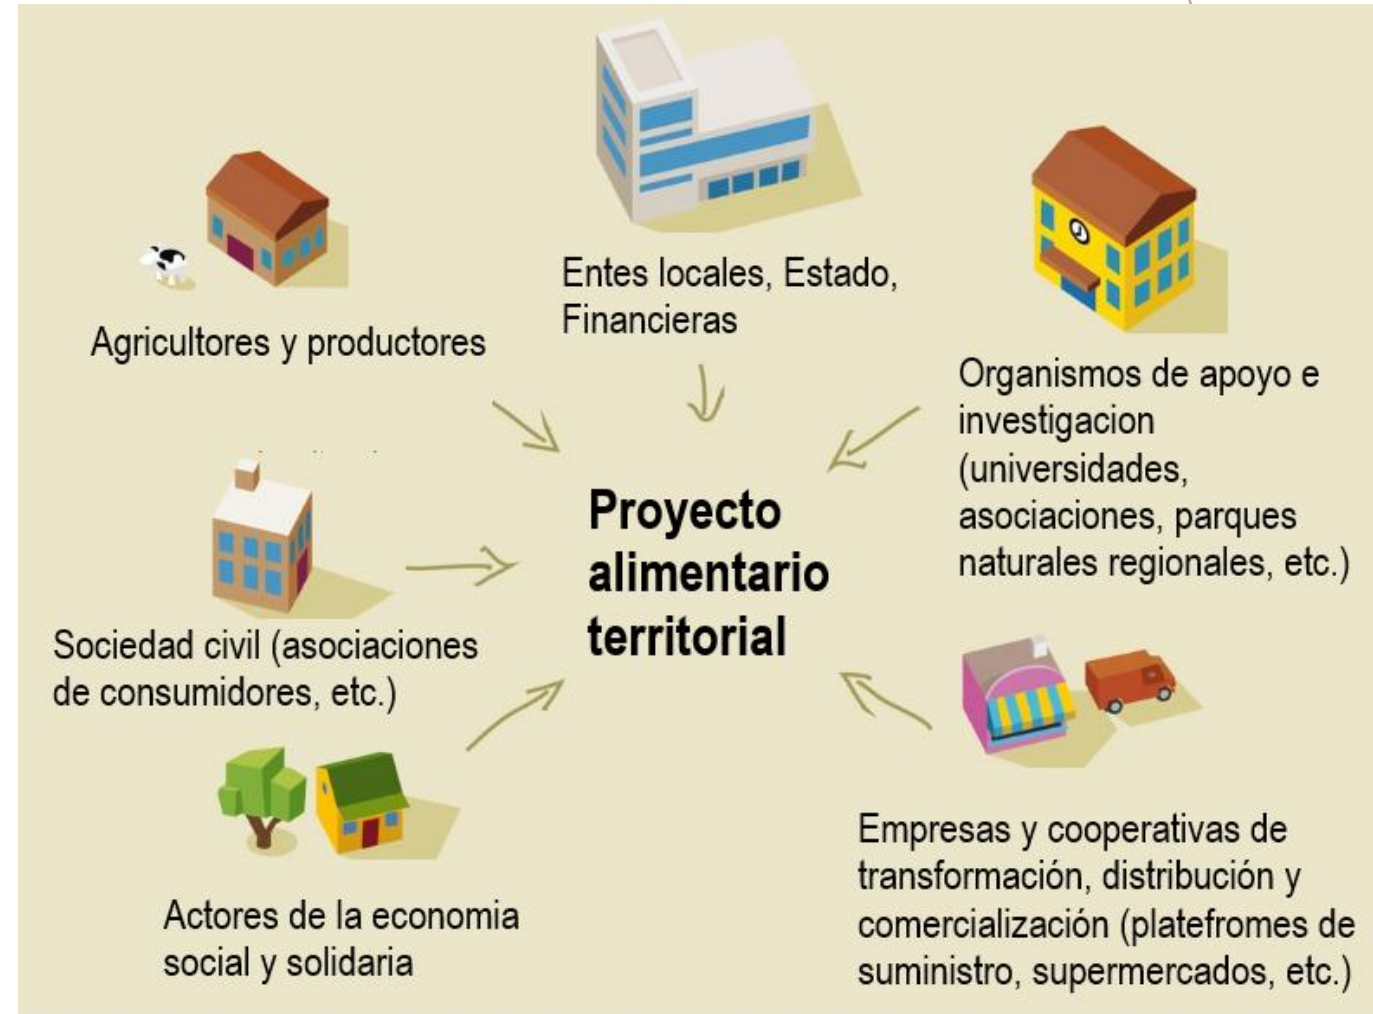 Entes locales, Estado,
Financieras
Agricultores y productores
Organismos de apoyo e
investigacion
(universidades,
asociaciones, parques
naturales regionales, etc.)
Proyecto
alimentario
territorial
Sociedad civil (asociaciones
de consumidores, etc.)
Actores de la economia
social y solidaria
Empresas y cooperativas de
transformación, distribución y
comercialización (platefromes de
suministro, supermercados, etc.)